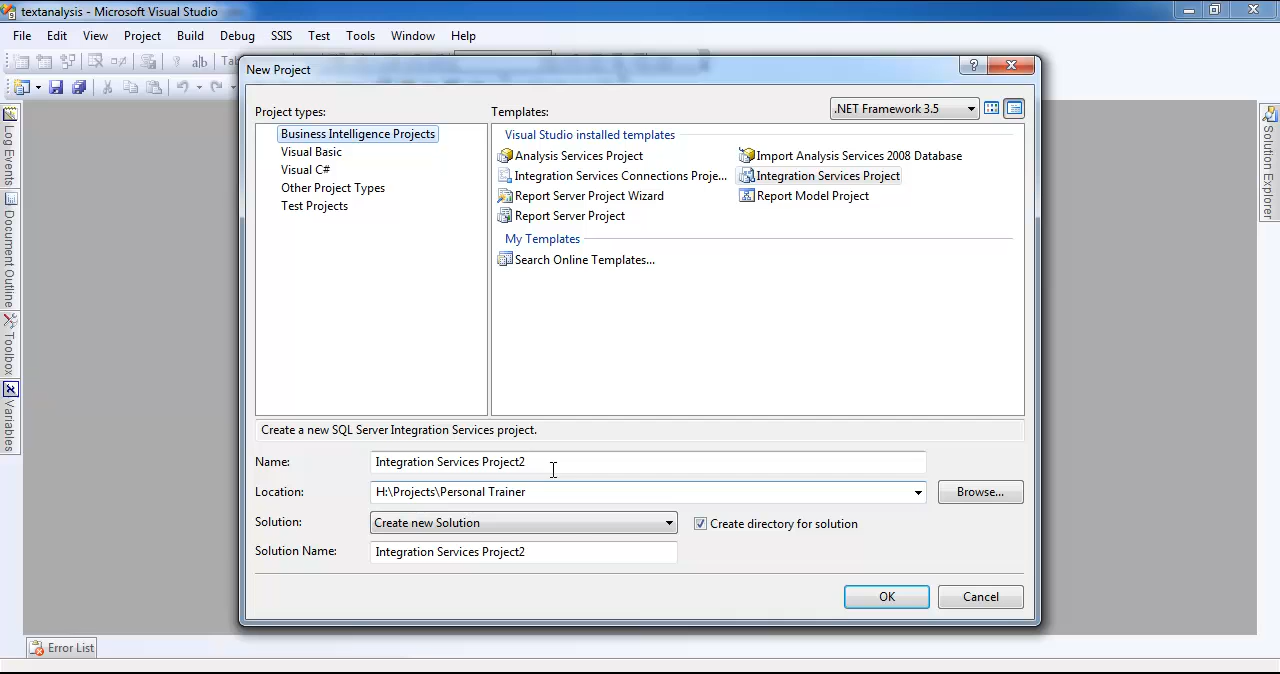 textanalysis - Microsoft Visual Studio
File Edit View Project Build Debug SSIS Test Tools Window Help
New Project
Project types:
Templates:
.NET Framework 3.5
Business Intelligence Projects
Visual Basic
Visual C#
Other Project Types
Test Projects
Visual Studio installed templates
Analysis Services Project
Import Analysis Services 2008 Database
Integration Services Connections Proje...
Integration Services Project
Report Server Project Wizard
Report Model Project
Report Server Project
My Templates
Search Online Templates...
Create a new SQL Server Integration Services project.
Name: Integration Services Project2
Location: H:\Projects\Personal Trainer
Browse...
Solution: Create new Solution
Create directory for solution
Solution Name: Integration Services Project2
OK
Cancel
Log Events
Document Outline
Toolbox
Variables
Solution Explorer
Error List